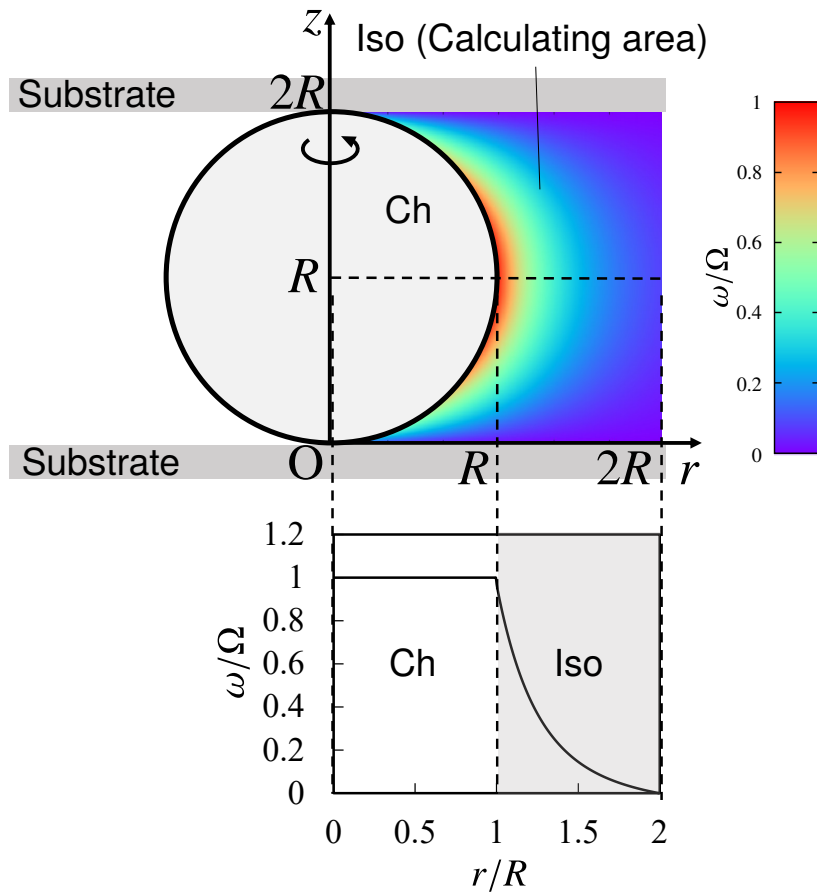 z
Iso (Calculating area)
Substrate
2R
Ch
R
ω/Ω
1
0.8
0.6
0.4
0.2
0
Substrate
O
R
2R
r
ω/Ω
1.2
1
0.8
0.6
0.4
0.2
0
Ch
Iso
0
0.5
1
1.5
2
r/R